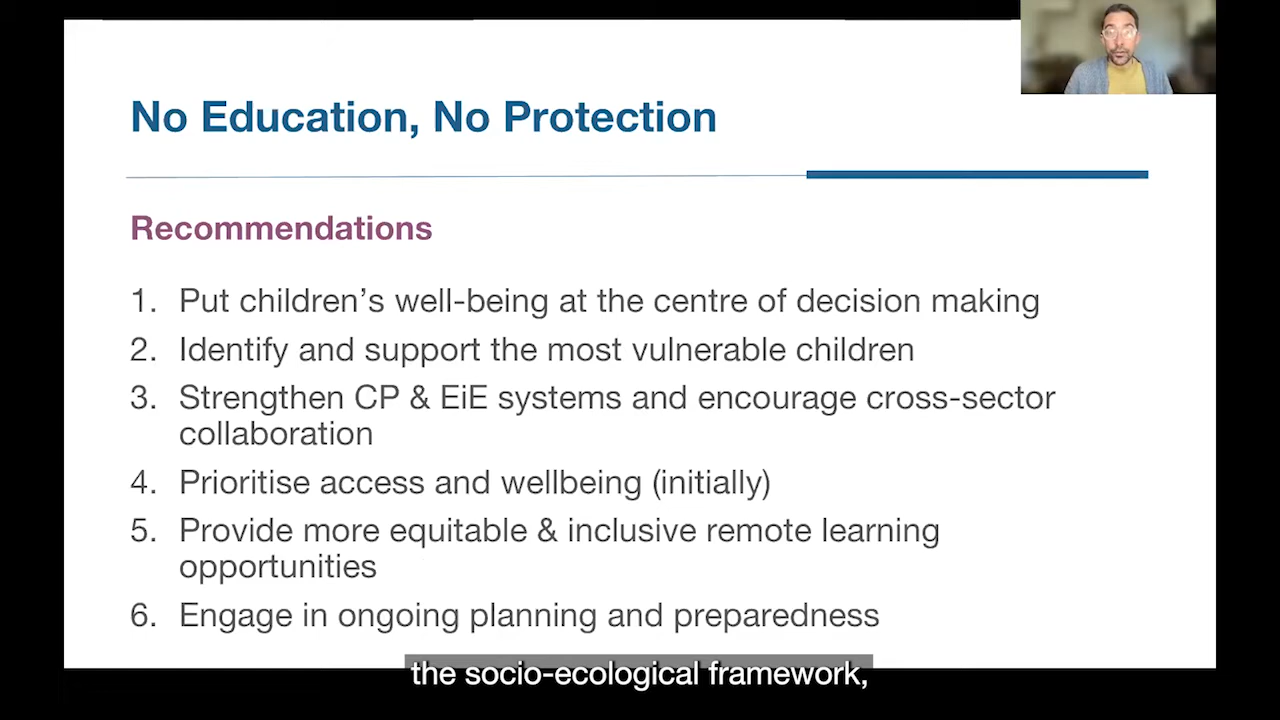 No Education, No Protection
Recommendations
1. Put children’s well-being at the centre of decision making
2. Identify and support the most vulnerable children
3. Strengthen CP & EiE systems and encourage cross-sector
collaboration
4. Prioritise access and wellbeing (initially)
5. Provide more equitable & inclusive remote learning
opportunities
6. Engage in ongoing planning and preparedness
the socio-ecological framework,